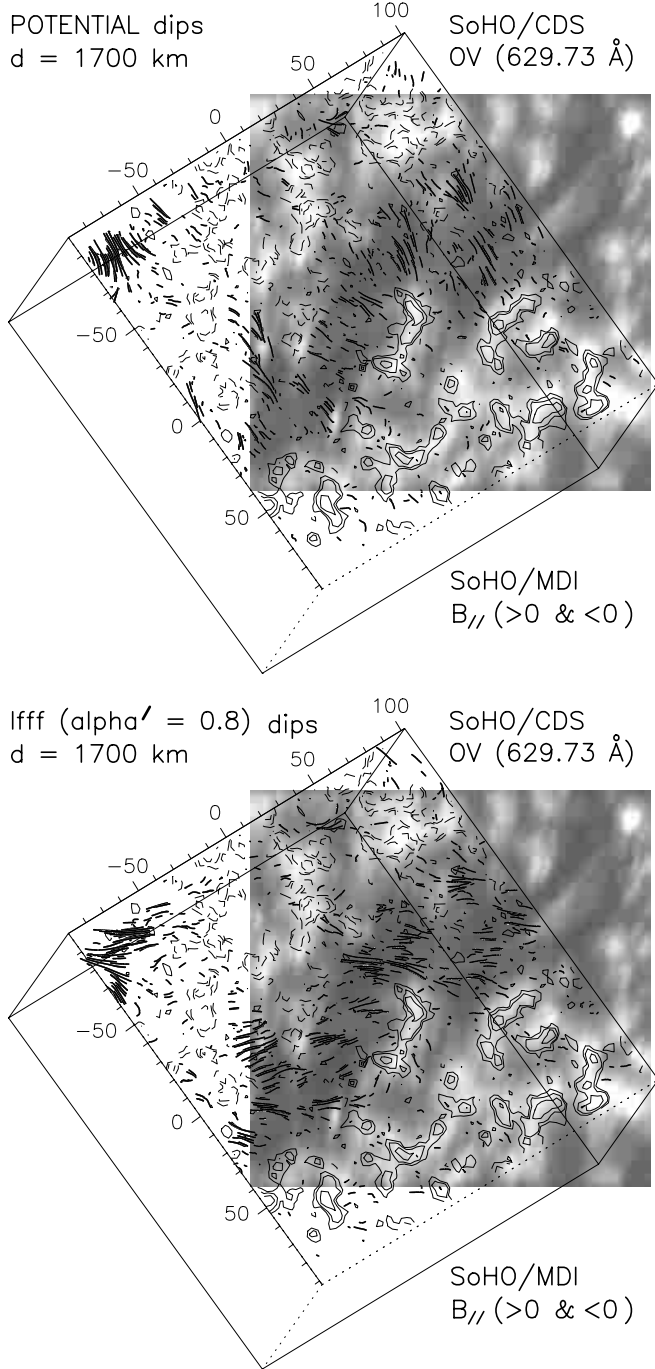 POTENTIAL dips
d = 1700 km
SoHO/CDS
OV (629.73 Å)
100
50
0
−50
−50
0
50
SoHO/MDI
B// (>0 & <0)
lfff (alpha′ = 0.8) dips
d = 1700 km
SoHO/CDS
OV (629.73 Å)
100
50
0
−50
−50
0
50
SoHO/MDI
B// (>0 & <0)